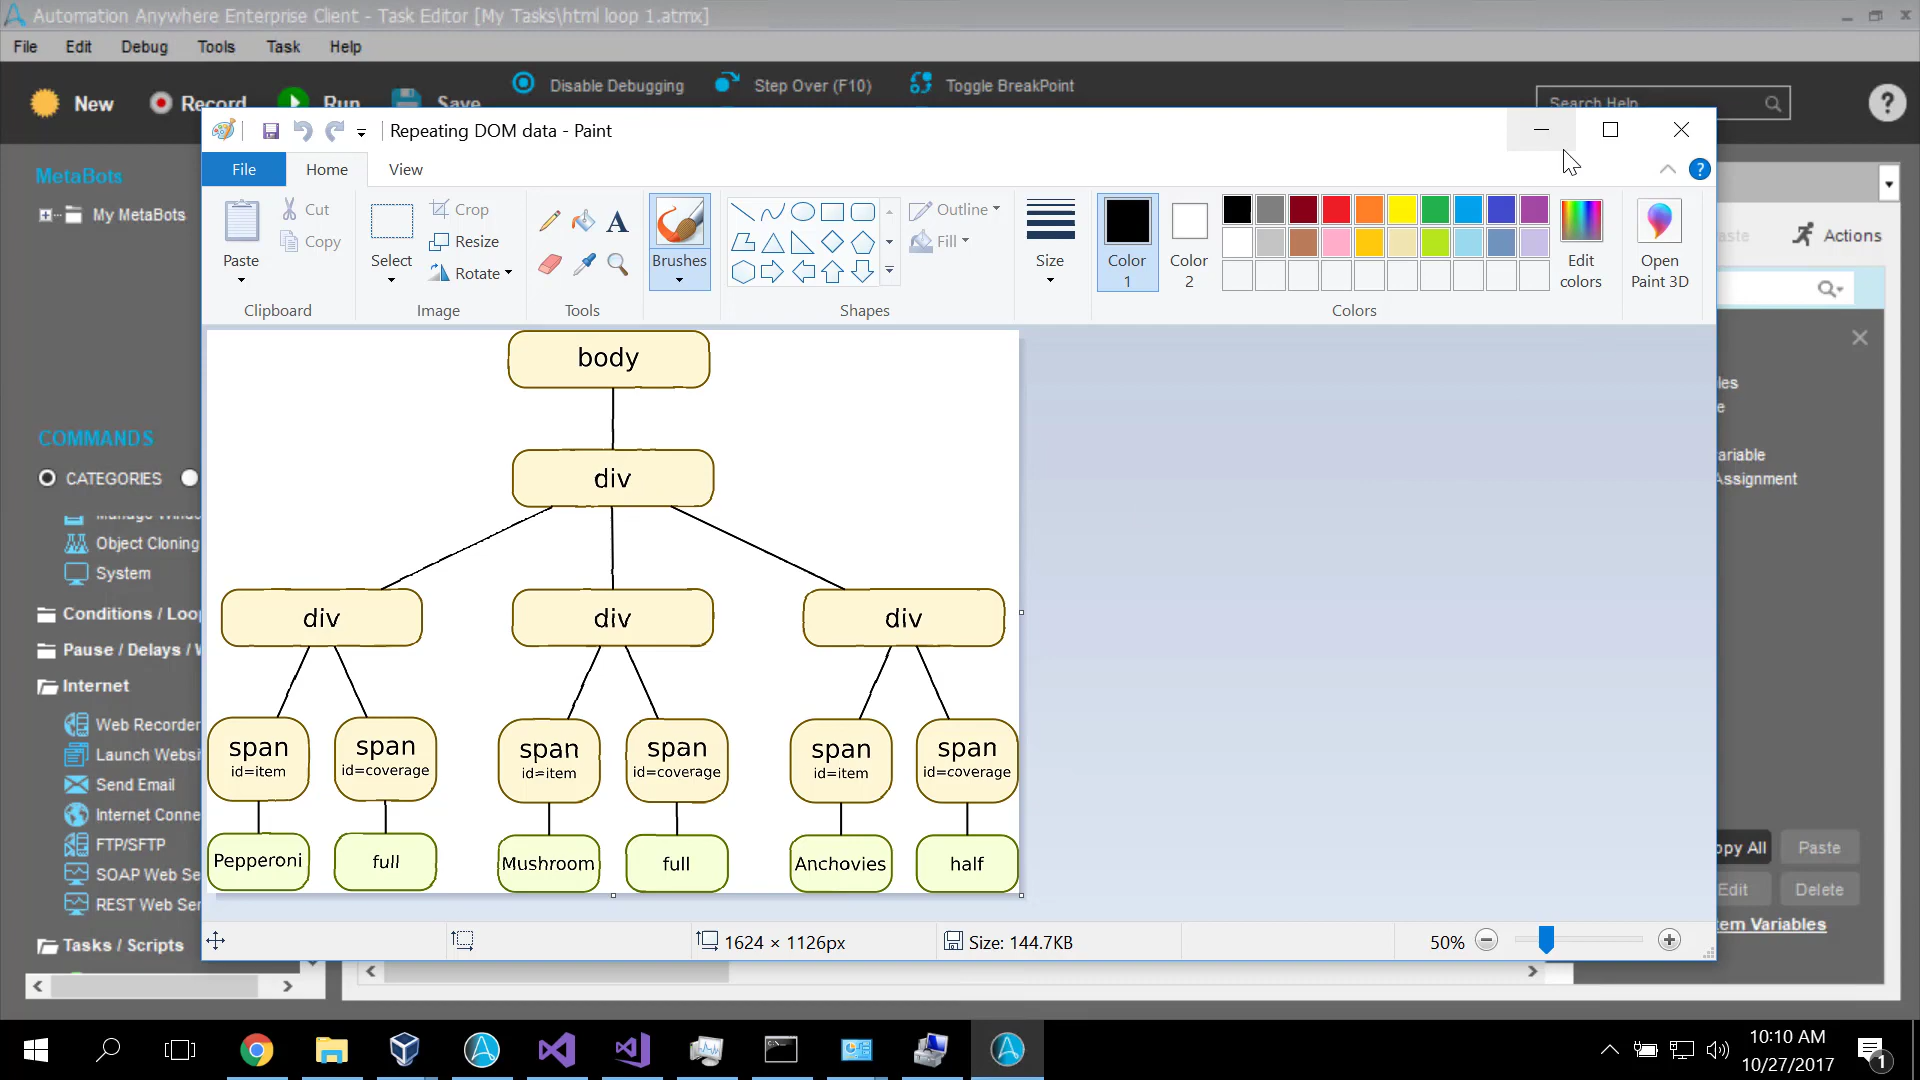 Automation Anywhere Enterprise Client - Task Editor [My Tasks\html loop 1.atmx]
File Edit Debug Tools Task Help
New Record Run Save Disable Debugging Step Over (F10) Toggle BreakPoint Search Help
Repeating DOM data - Paint
File Home View
MetaBots
My MetaBots
Paste Cut Copy Clipboard
Select Crop Resize Rotate Image
Tools
Brushes
Shapes
Outline Fill
Size
Color 1
Color 2
Colors
Edit colors
Open Paint 3D
Actions
body
div
div div div
span span span span span span
id=item id=coverage id=item id=coverage id=item id=coverage
Pepperoni full Mushroom full Anchovies half
COMMANDS
CATEGORIES
Object Cloning
System
Conditions / Loo
Pause / Delays / W
Internet
Web Recorder
Launch Websi
Send Email
Internet Conne
FTP/SFTP
SOAP Web Se
REST Web Ser
Tasks / Scripts
les
e
ariable
Assignment
opy All Paste
Edit Delete
tem Variables
1624 × 1126px Size: 144.7KB 50%
10:10 AM
10/27/2017
1